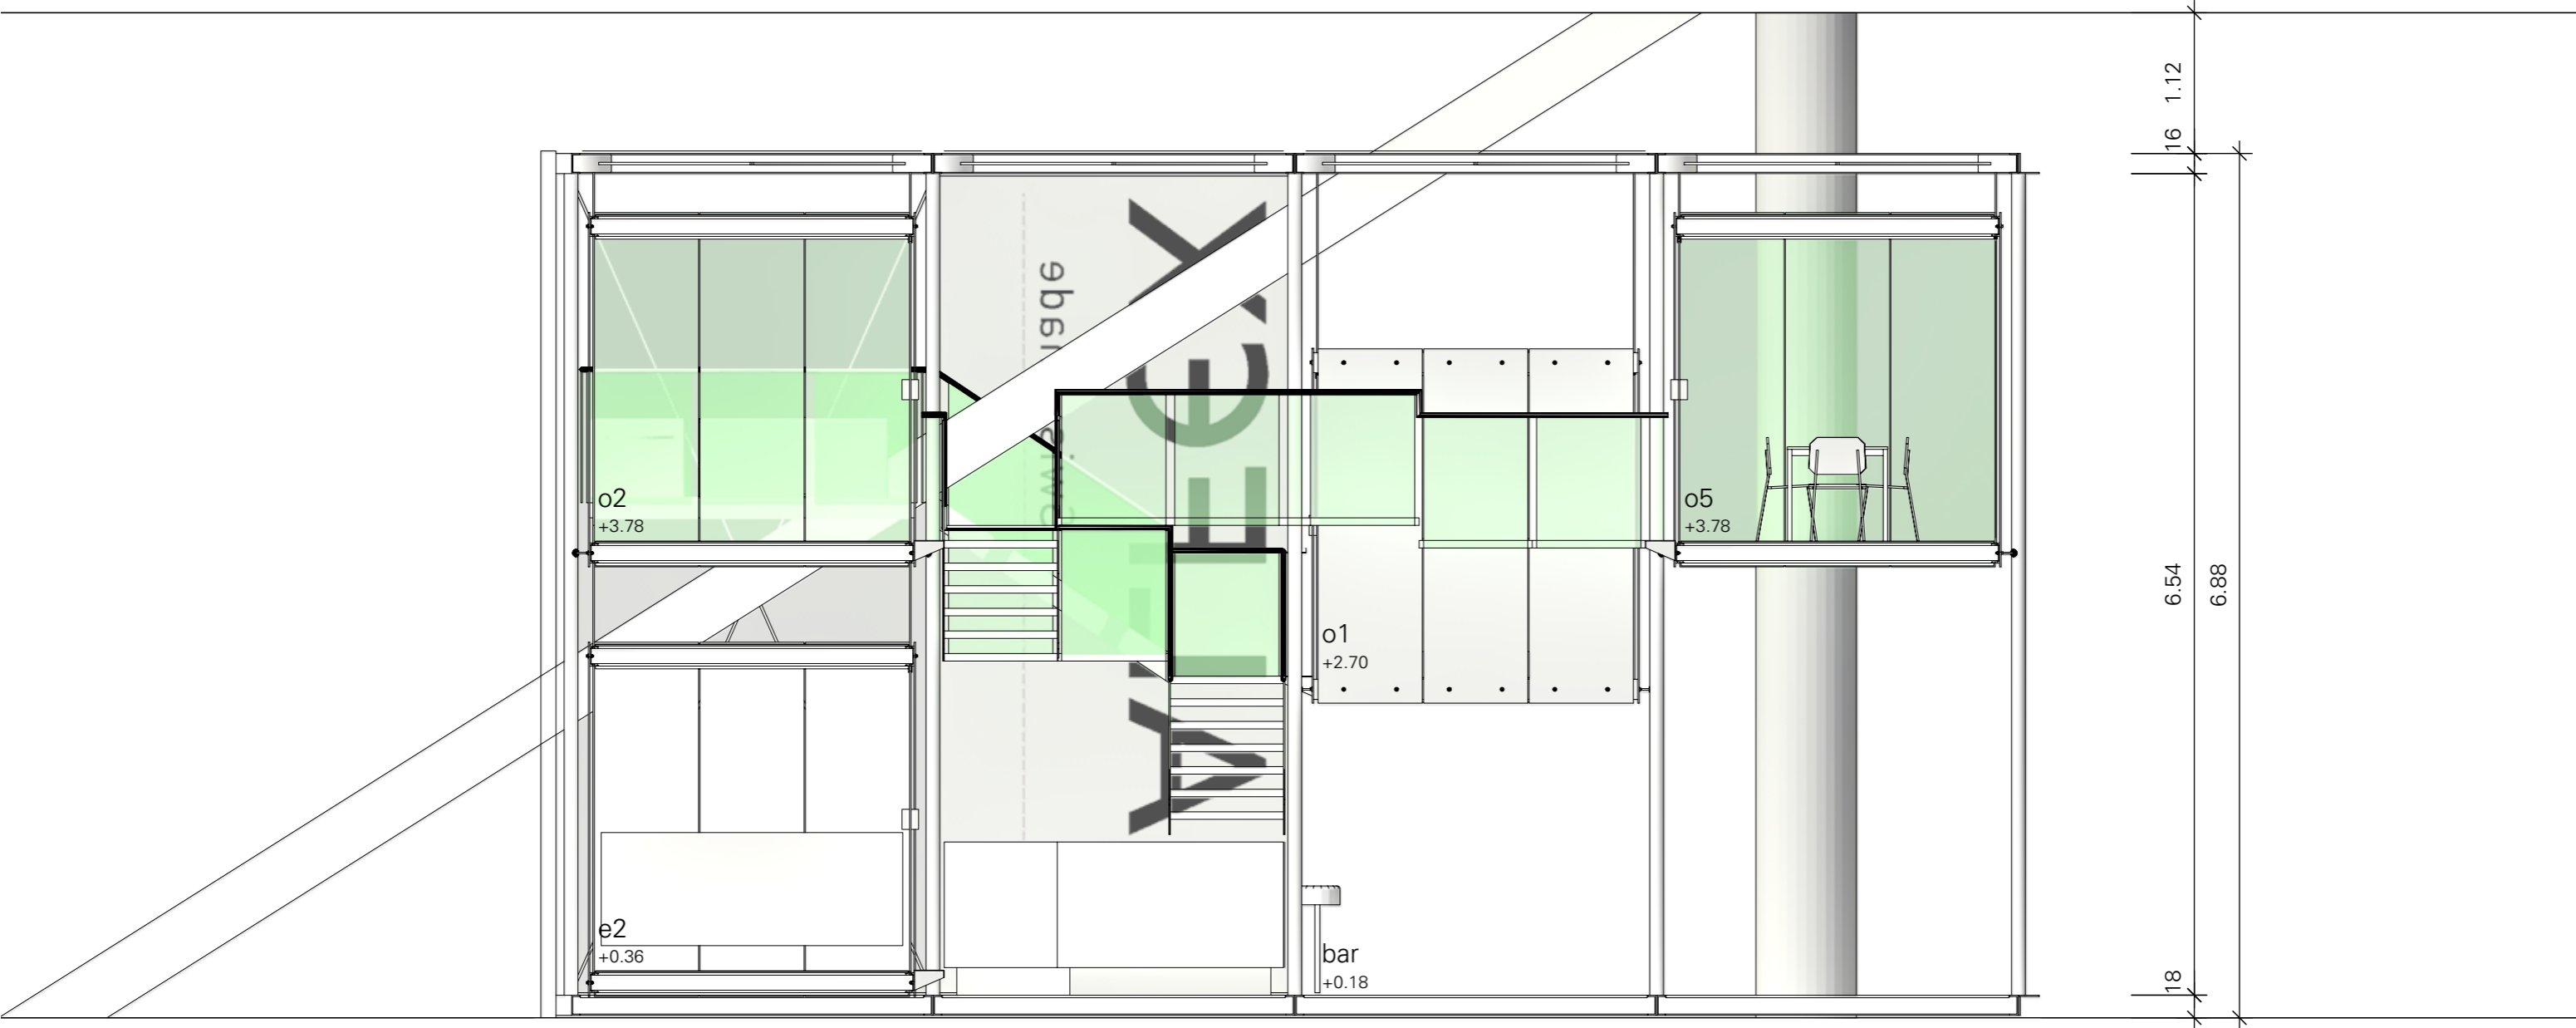 1.12
16
o2
+3.78
o5
+3.78
6.54
6.88
o1
+2.70
e2
+0.36
bar
+0.18
18